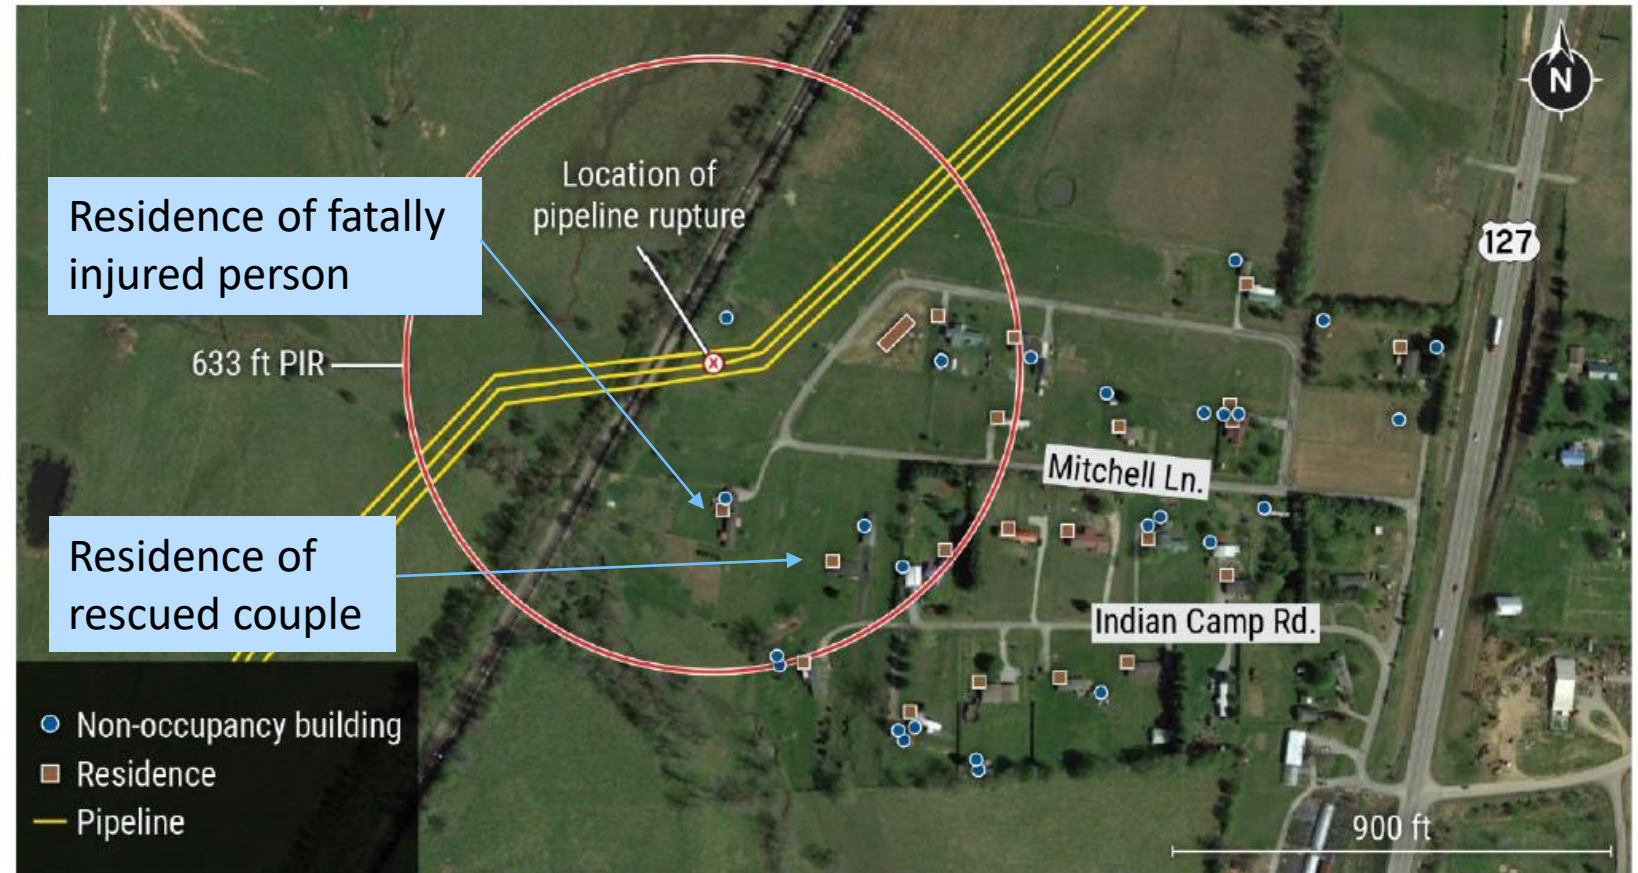 N
Location of
pipeline rupture
Residence of fatally
injured person
127
633 ft PIR
X
Mitchell Ln.
Residence of
rescued couple
Indian Camp Rd.
Non-occupancy building
Residence
Pipeline
900 ft